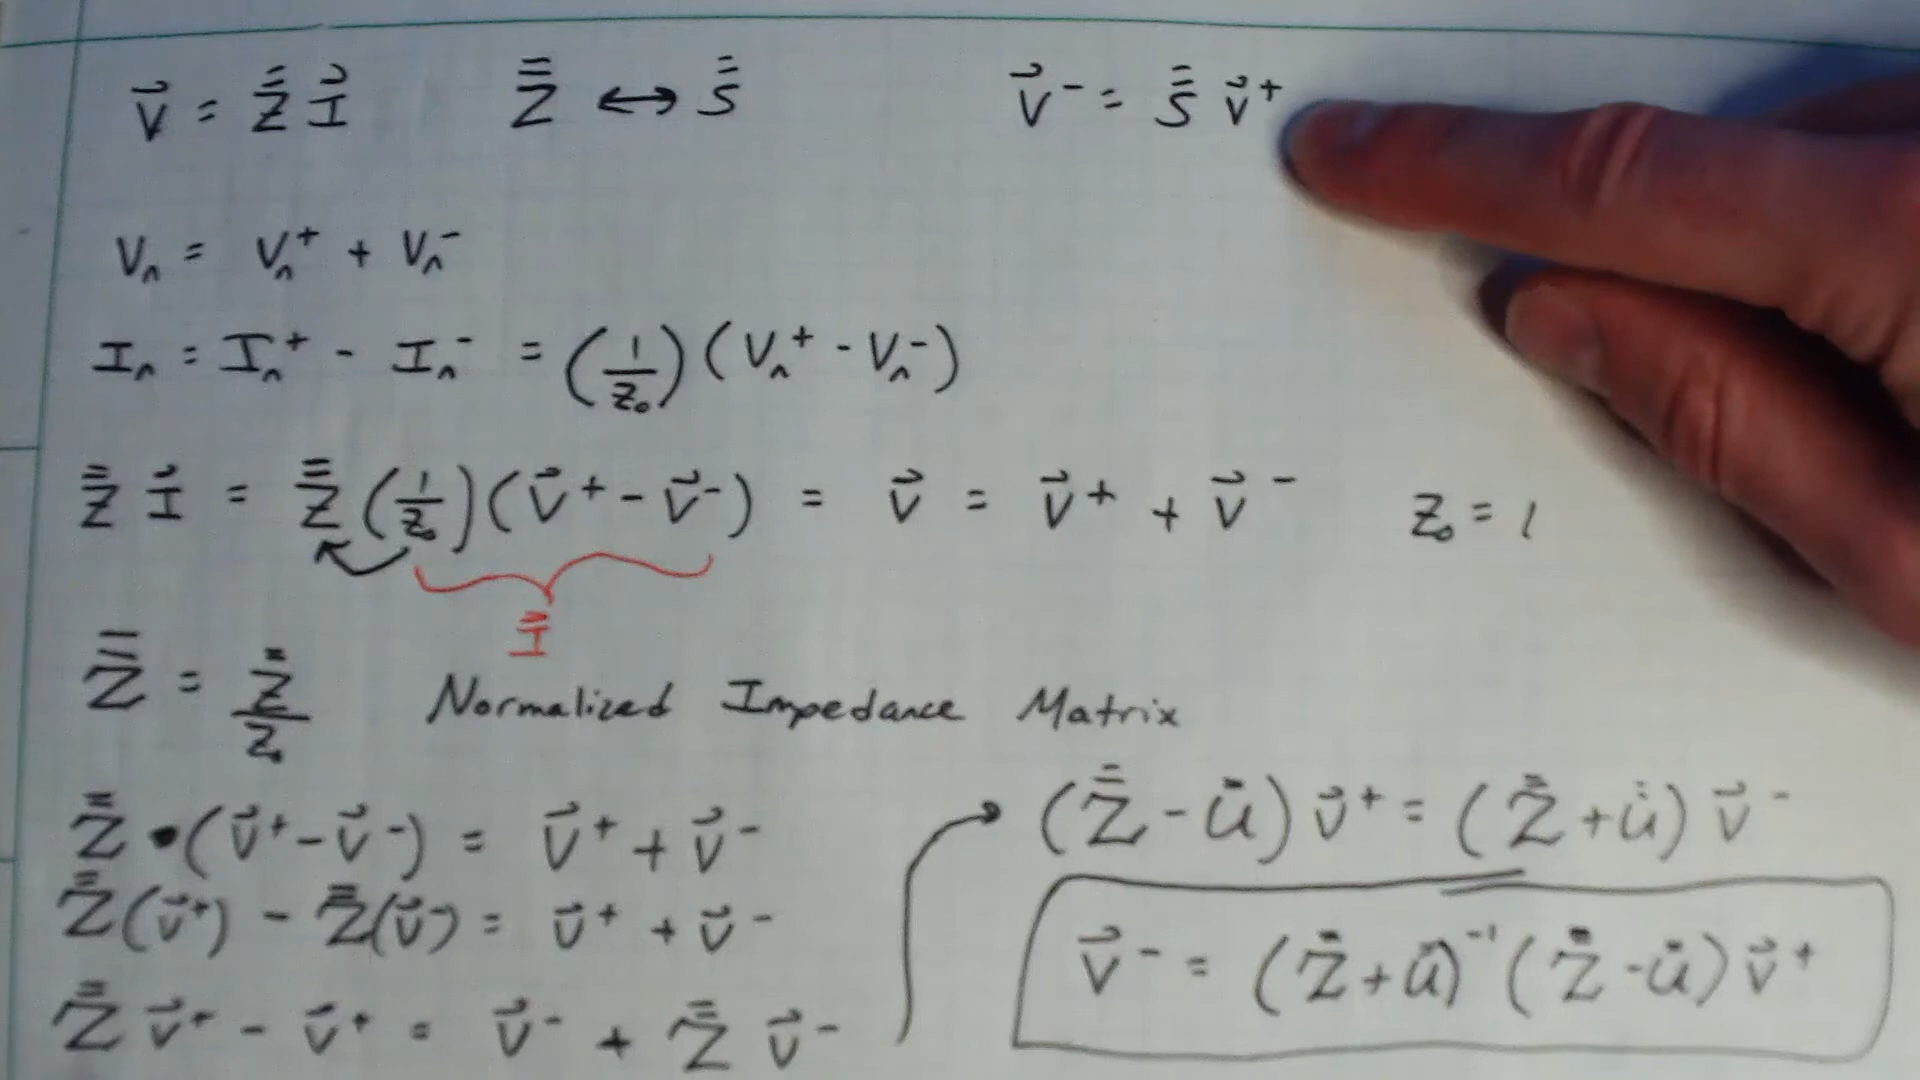 V⃗ = Z̿ I⃗    Z̿ ↔ S̿    V⃗⁻ = S̿ V⃗⁺
Vₙ = Vₙ⁺ + Vₙ⁻
Iₙ = Iₙ⁺ - Iₙ⁻ = (1/Z₀)(Vₙ⁺ - Vₙ⁻)
Z̿ I⃗ = Z̿ (1/Z₀)(V⃗⁺ - V⃗⁻) = V⃗ = V⃗⁺ + V⃗⁻    Z₀ = 1
I⃗
Z̿ = Z̿/Z₀    Normalized Impedance Matrix
Z̿ • (V⃗⁺ - V⃗⁻) = V⃗⁺ + V⃗⁻
Z̿(V⃗⁺) - Z̿(V⃗⁻) = V⃗⁺ + V⃗⁻
Z̿ V⃗⁺ - V⃗⁺ = V⃗⁻ + Z̿ V⃗⁻
(Z̿ - U̿) V⃗⁺ = (Z̿ + U̿) V⃗⁻
V⃗⁻ = (Z̿ + U̿)⁻¹ (Z̿ - U̿) V⃗⁺